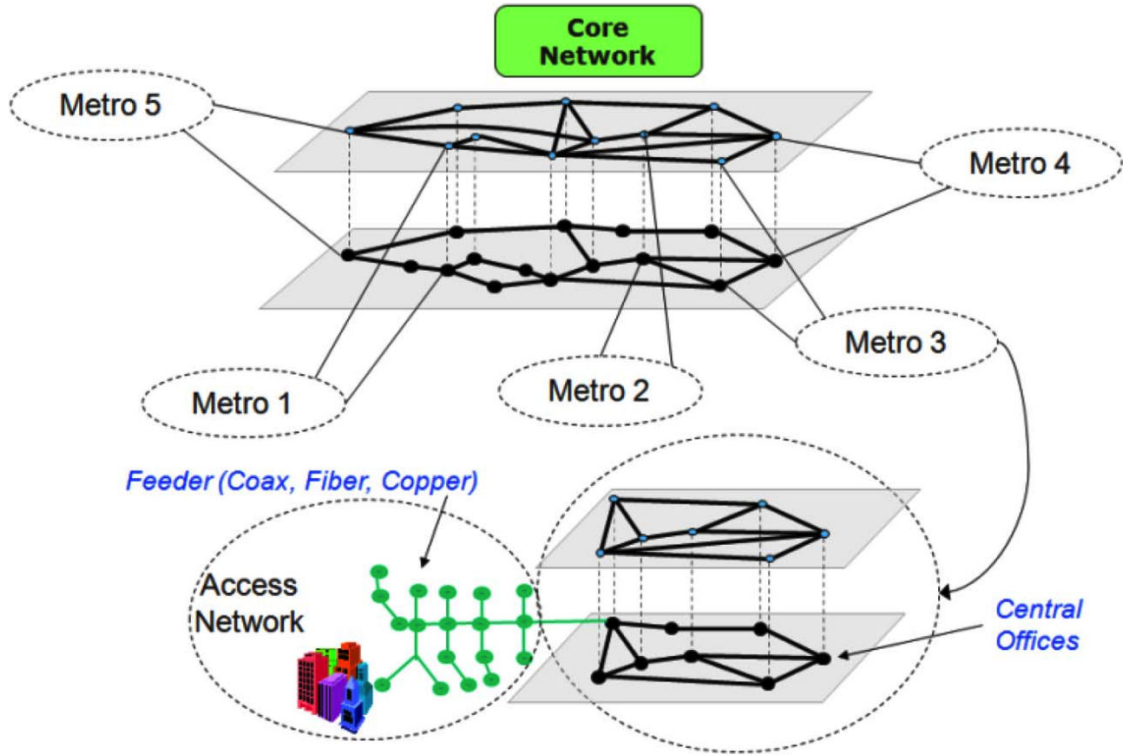 Core
Network
Metro 5
Metro 4
Metro 3
Metro 2
Metro 1
Feeder (Coax, Fiber, Copper)
Access
Network
Central
Offices